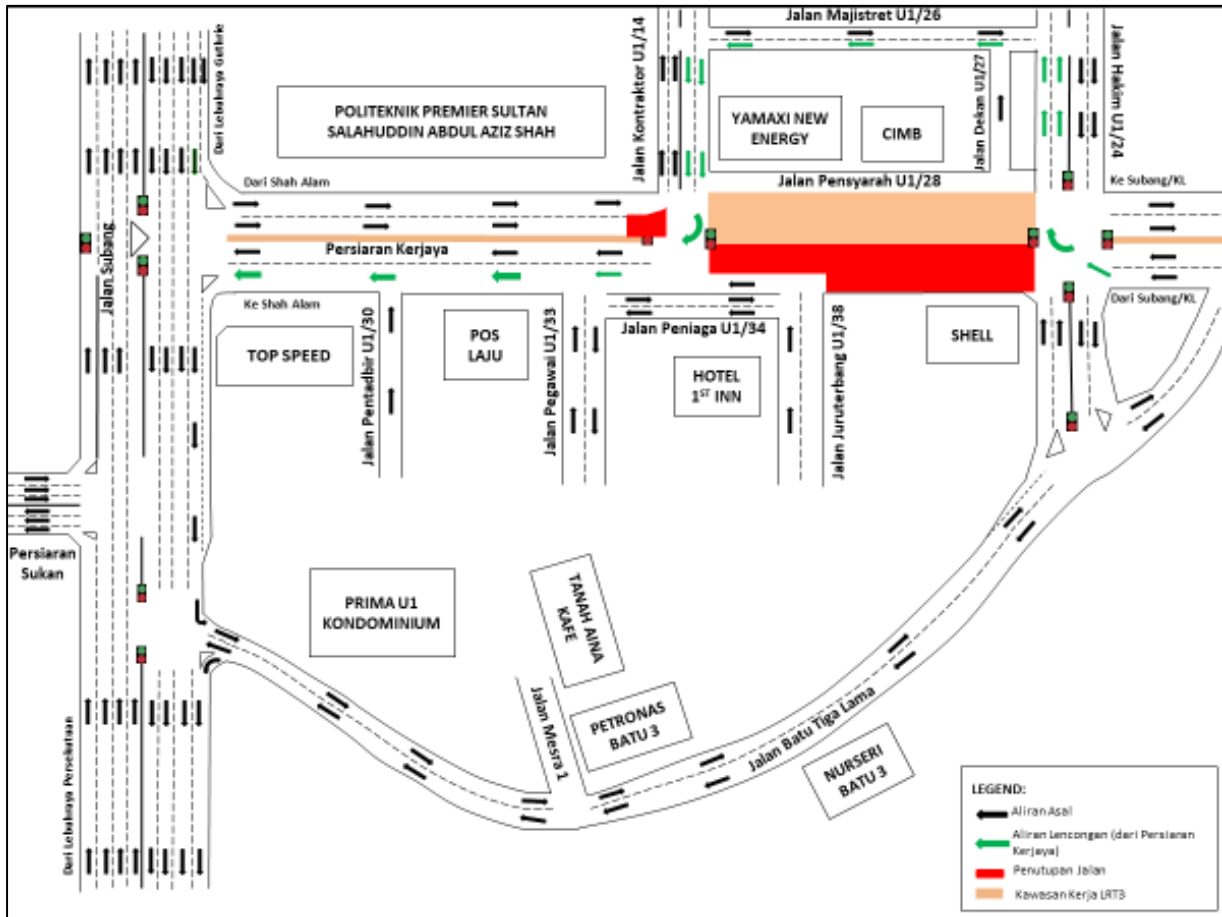 Jalan Majistret U1/26
Dari Lebahraya Guthrie
POLITEKNIK PREMIER SULTAN
SALAHUDDIN ABDUL AZIZ SHAH
Jalan Kontraktor U1/14
YAMAXI NEW
ENERGY
CIMB
Jalan Dekan U1/27
Jalan Hakim U1/24
Dari Shah Alam
Jalan Pensyarah U1/28
Ke Subang/KL
Jalan Subang
Persiaran Kerjaya
Ke Shah Alam
Dari Subang/KL
TOP SPEED
Jalan Pentadbir U1/30
POS
LAJU
Jalan Pegawai U1/33
Jalan Peniaga U1/34
HOTEL
1ST INN
Jalan Juruterbang U1/38
SHELL
Persiaran
Sukan
PRIMA U1
KONDOMINIUM
TANAH AINA
KAFE
Jalan Mesra 1
PETRONAS
BATU 3
Jalan Batu Tiga Lama
NURSERI
BATU 3
Dari Lebahraya Persekutuan
LEGEND:
Aliran Asal
Aliran Lencongan (dari Persiaran
Kerjaya)
Penutupan Jalan
Kawasan Kerja LRT3